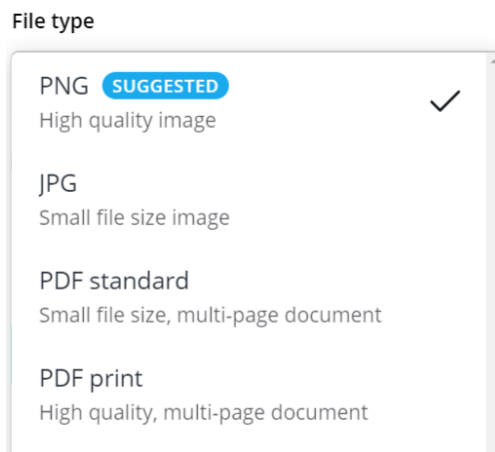 File type
PNG SUGGESTED
High quality image
JPG
Small file size image
PDF standard
Small file size, multi-page document
PDF print
High quality, multi-page document